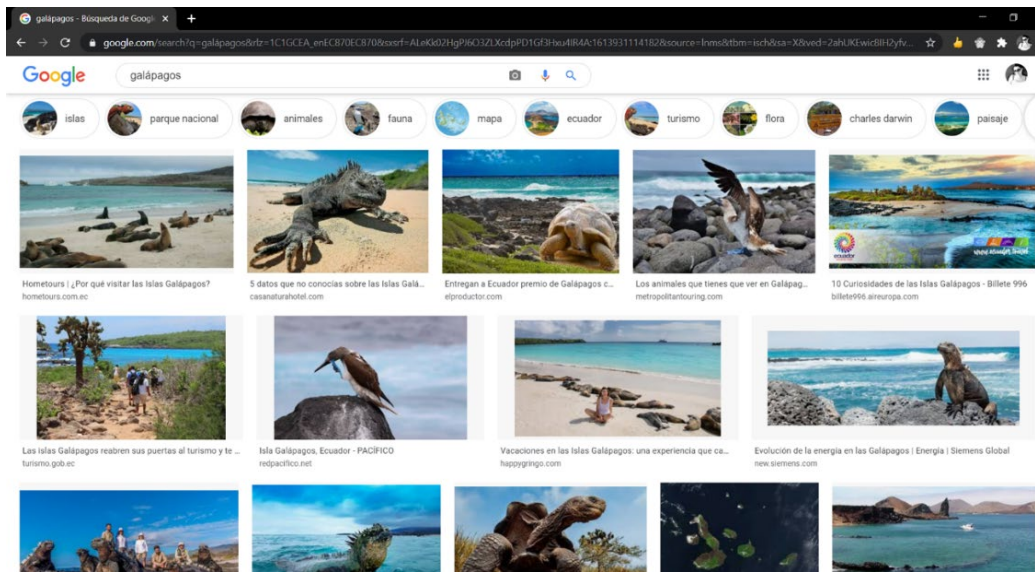 galápagos - Búsqueda de Googl
google.com/search?q=galápagos&rlz=1C1GCEA_enEC870EC870&sxsrf=ALeKk02HgPJ6O3ZLXcdpPD1Gf3Hxu4IR4A:1613931114182&source=lnms&tbm=isch&sa=X&ved=2ahUKEwic8IH2yfv...
Google
galápagos
islas
parque nacional
animales
fauna
mapa
ecuador
turismo
flora
charles darwin
paisaje
ecuador
Hometours | ¿Por qué visitar las Islas Galápagos?
hometours.com.ec
5 datos que no conocías sobre las Islas Galá...
casanaturahotel.com
Entregan a Ecuador premio de Galápagos c...
elproductor.com
Los animales que tienes que ver en Galápag...
metropolitantouring.com
10 Curiosidades de las Islas Galápagos - Billete 996
billete996.aireuropa.com
Las islas Galápagos reabren sus puertas al turismo y te ...
turismo.gob.ec
Isla Galápagos, Ecuador - PACÍFICO
redpacifico.net
Vacaciones en las Islas Galápagos: una experiencia que ca...
happygringo.com
Evolución de la energía en las Galápagos | Energía | Siemens Global
new.siemens.com